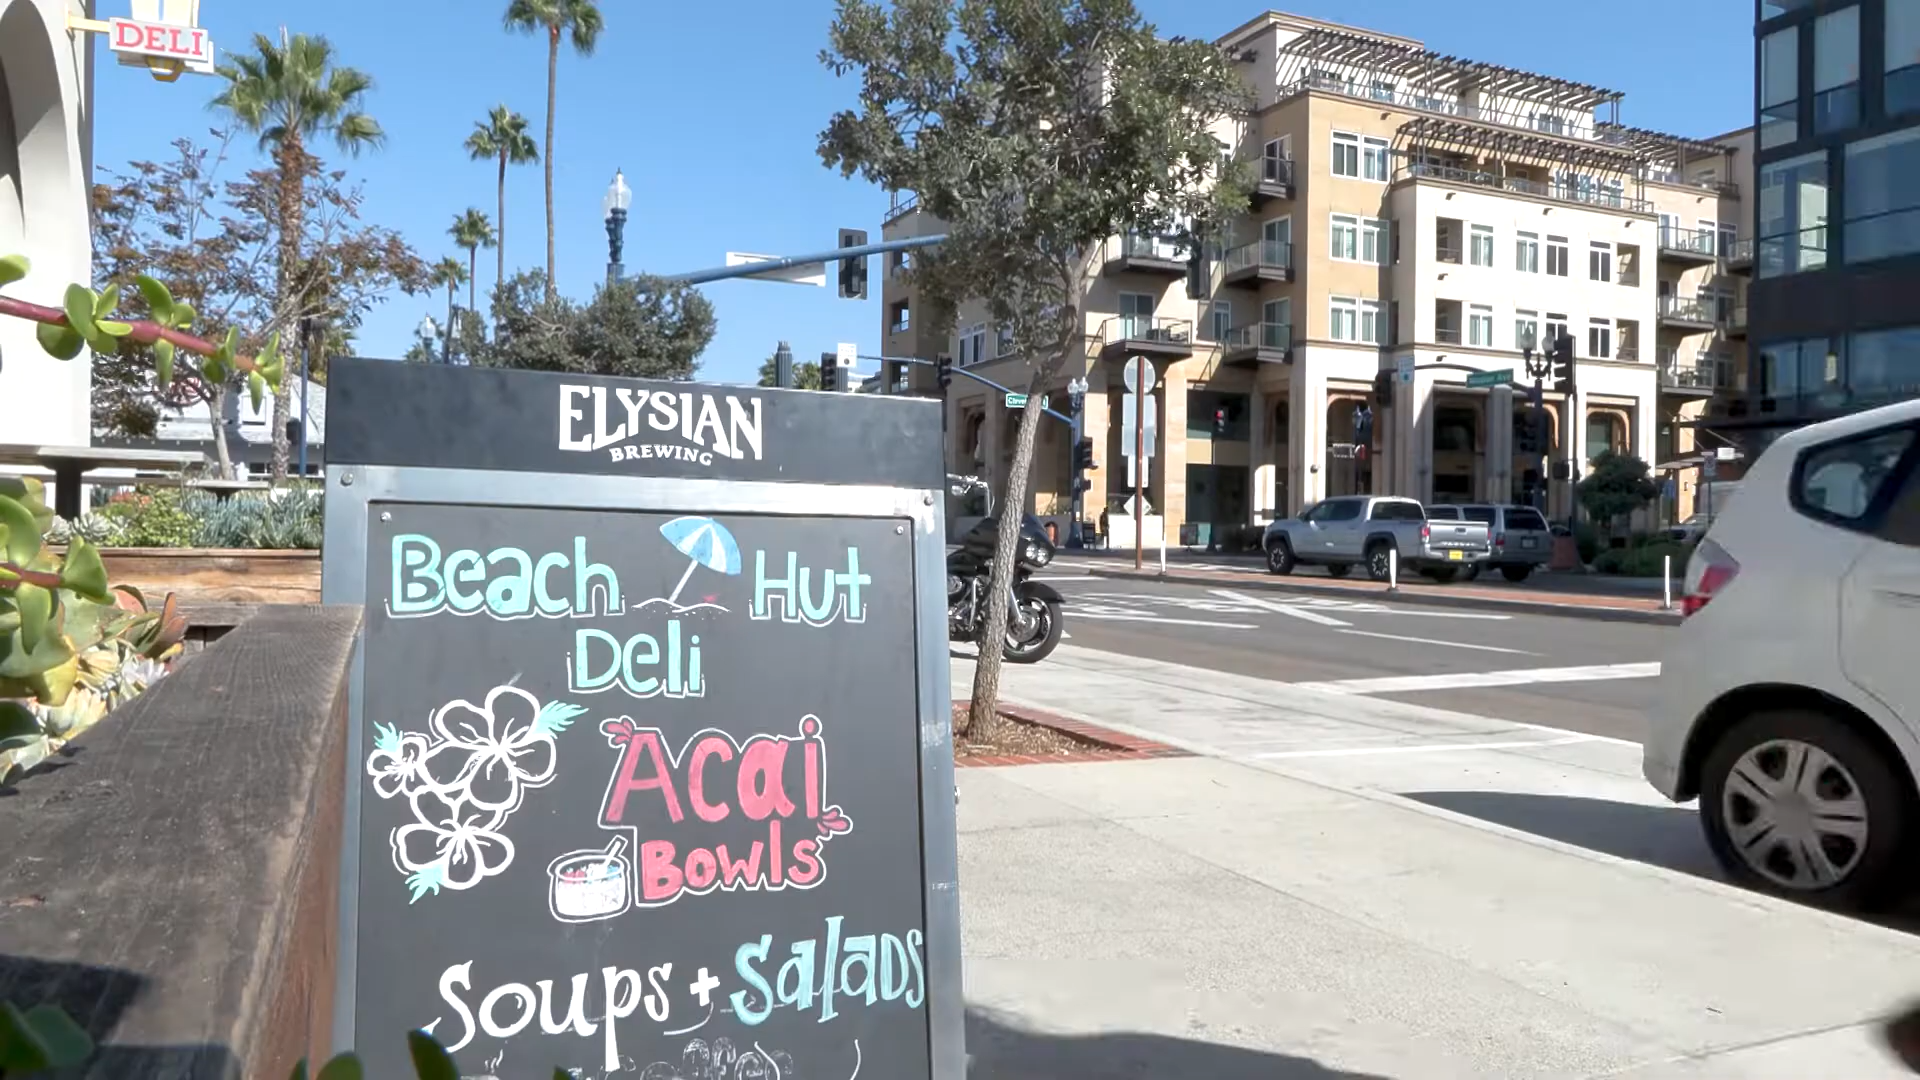 DELI
ELYSIAN
BREWING
Beach Hut
Deli
Acai
Bowls
Soups + Salads